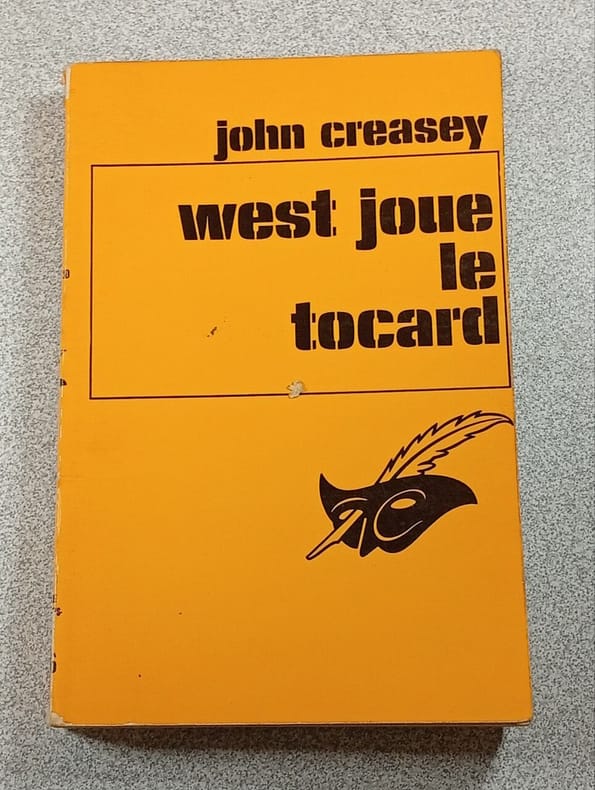 john creasey
west joue
le
tocard